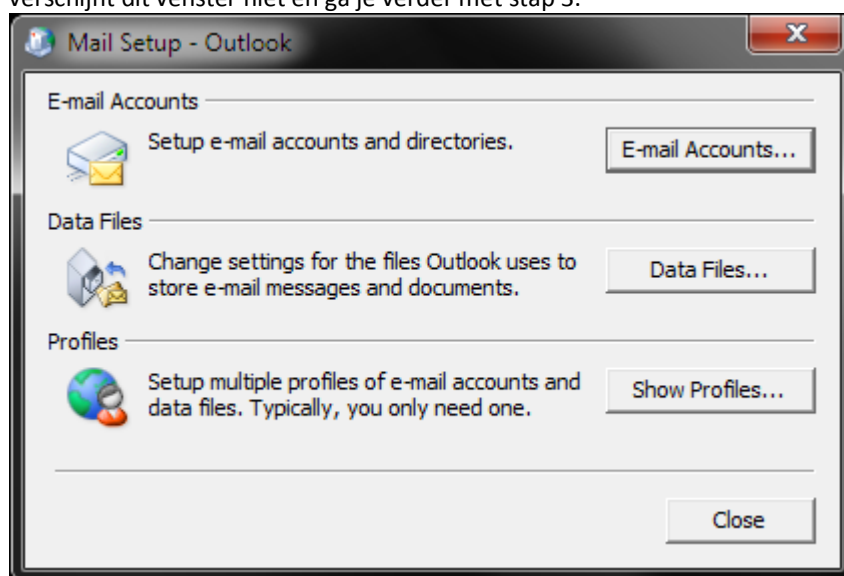 verschijnt dit venster niet en ga je verder met stap 3.
Mail Setup - Outlook
E-mail Accounts
Setup e-mail accounts and directories.
E-mail Accounts...
Data Files
Change settings for the files Outlook uses to
store e-mail messages and documents.
Data Files...
Profiles
Setup multiple profiles of e-mail accounts and
data files. Typically, you only need one.
Show Profiles...
Close